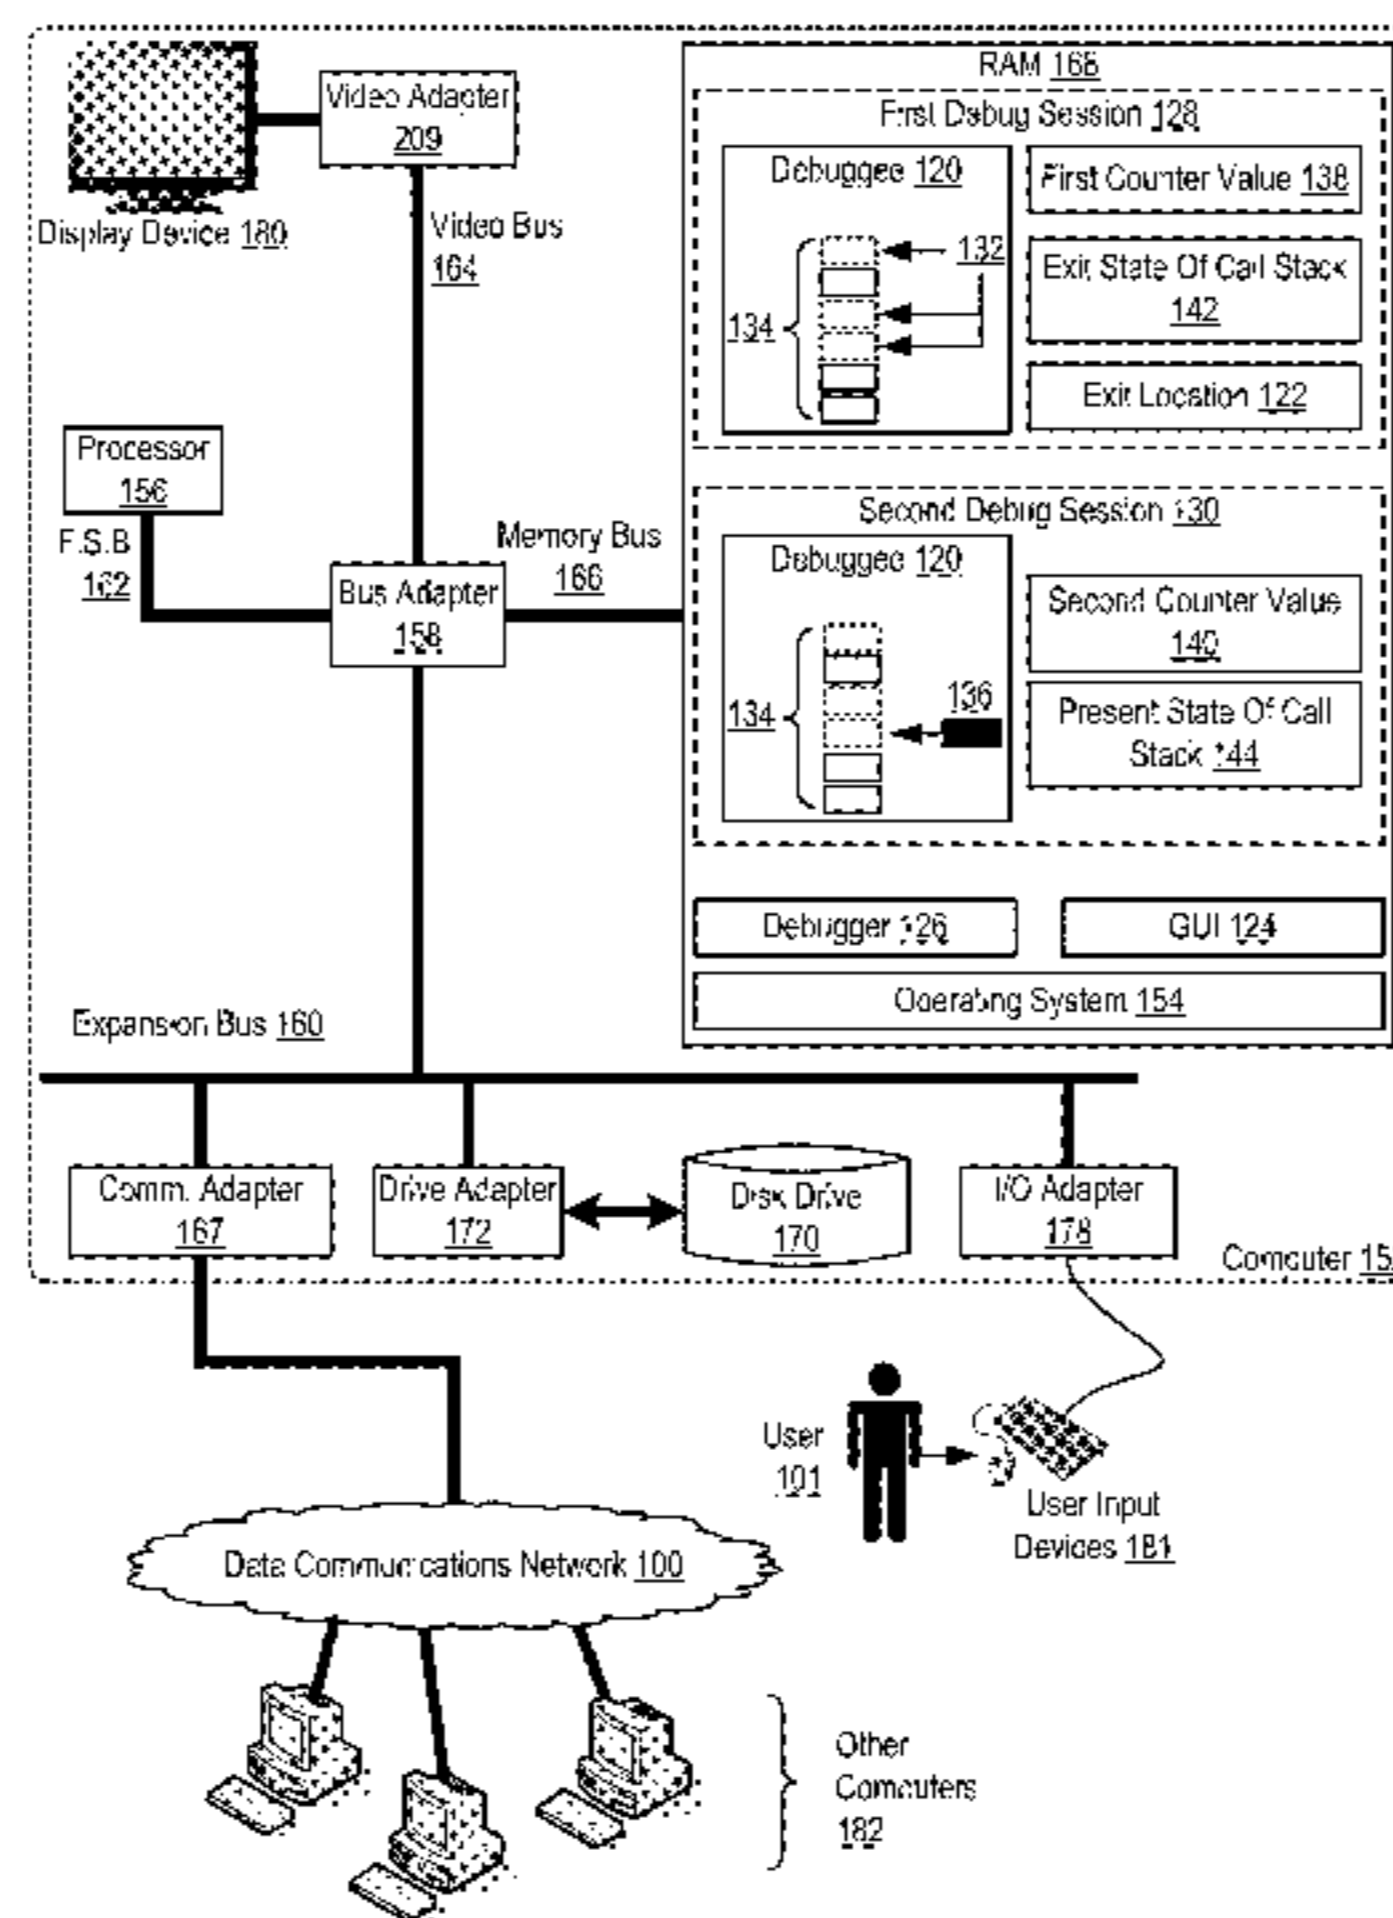 RAM 168
Video Adapter
209
First Debug Session 128
Debuggee 120
First Counter Value 138
Display Device 180
Video Bus
164
132
Exit State Of Call Stack
142
134
Exit Location 122
Processor
156
Second Debug Session 130
F.S.B
162
Memory Bus
166
Debuggee 120
Bus Adapter
158
Second Counter Value
140
136
134
Present State Of Call
Stack 144
Debugger 126
GUI 124
Operating System 154
Expansion Bus 160
Comm. Adapter
167
Drive Adapter
172
Disk Drive
170
I/O Adapter
178
Computer
User
101
User Input
Devices 181
Data Communications Network 100
Other
Computers
182